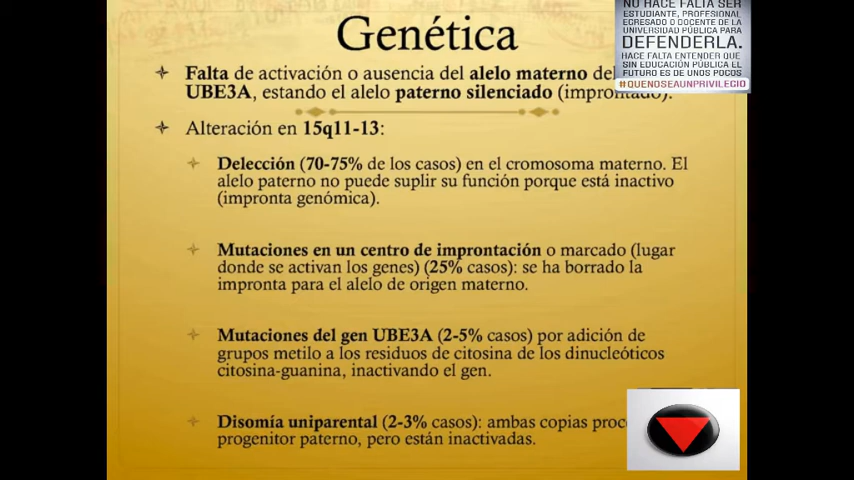 Genética
NO HACE FALTA SER
ESTUDIANTE, PROFESIONAL
EGRESADO O DOCENTE DE LA
UNIVERSIDAD PÚBLICA PARA
DEFENDERLA.
HACE FALTA ENTENDER QUE
SIN EDUCACIÓN PÚBLICA EL
FUTURO ES DE UNOS POCOS
#QUENOSEAUNPRIVILEGIO
Falta de activación o ausencia del alelo materno del
UBE3A, estando el alelo paterno silenciado (improntado).
Alteración en 15q11-13:
Delección (70-75% de los casos) en el cromosoma materno. El
alelo paterno no puede suplir su función porque está inactivo
(impronta genómica).
Mutaciones en un centro de improntación o marcado (lugar
donde se activan los genes) (25% casos): se ha borrado la
impronta para el alelo de origen materno.
Mutaciones del gen UBE3A (2-5% casos) por adición de
grupos metilo a los residuos de citosina de los dinucleóticos
citosina-guanina, inactivando el gen.
Disomía uniparental (2-3% casos): ambas copias
progenitor paterno, pero están inactivadas.